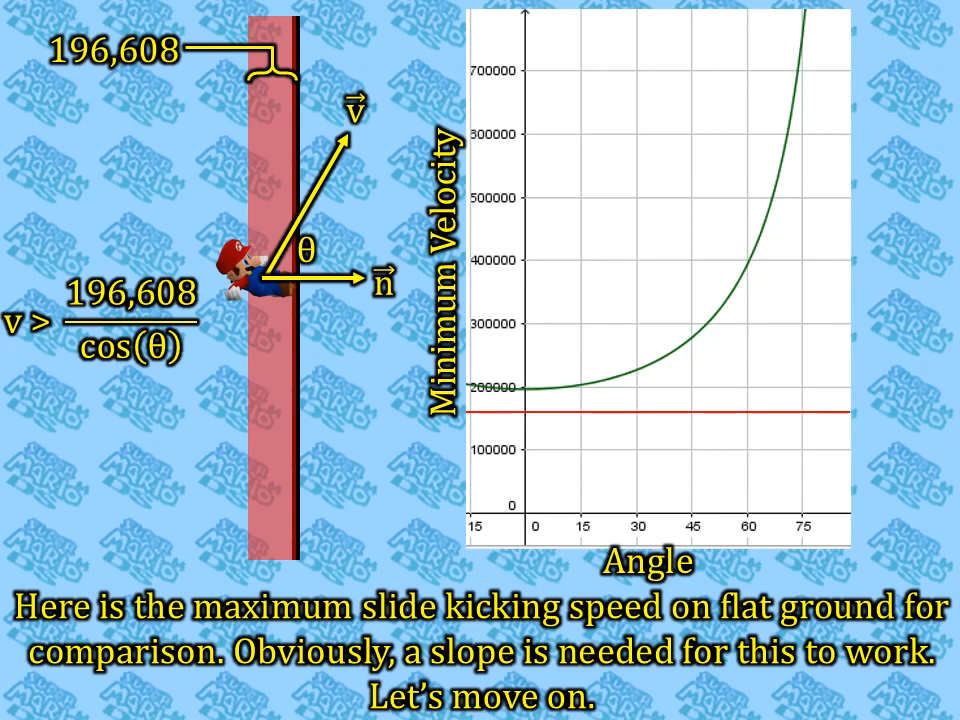 196,608
v⃗
θ
n⃗
v > 196,608
cos(θ)
Minimum Velocity
700000
600000
500000
400000
300000
200000
100000
0
15 0 15 30 45 60 75
Angle
Here is the maximum slide kicking speed on flat ground for
comparison. Obviously, a slope is needed for this to work.
Let’s move on.